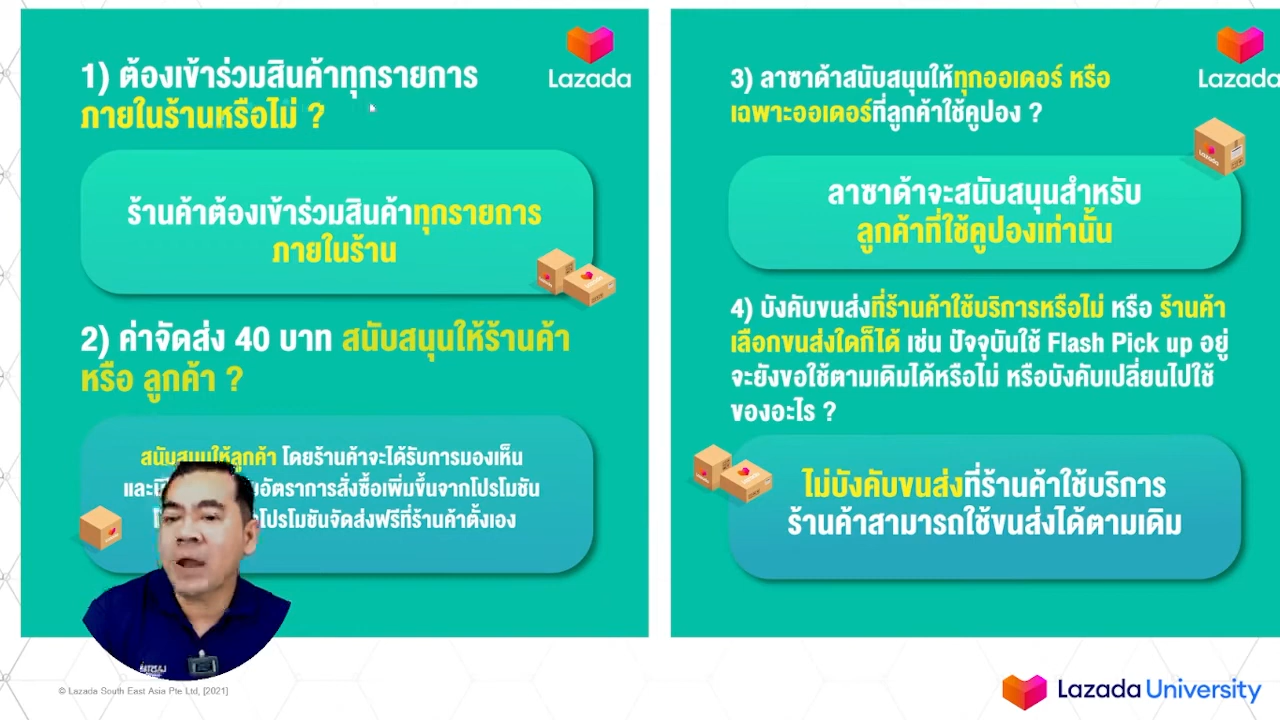 Lazada
1) ต้องเข้าร่วมสินค้าทุกรายการ
ภายในร้านหรือไม่ ?
ร้านค้าต้องเข้าร่วมสินค้าทุกรายการ
ภายในร้าน
2) ค่าจัดส่ง 40 บาท สนับสนุนให้ร้านค้า
หรือ ลูกค้า ?
สนับสนุนให้ลูกค้า โดยร้านค้าจะได้รับการมองเห็น
อัตราการสั่งซื้อเพิ่มขึ้นจากโปรโมชัน
โปรโมชันจัดส่งฟรีที่ร้านค้าตั้งเอง
Lazada
3) ลาซาด้าสนับสนุนให้ทุกออเดอร์ หรือ
เฉพาะออเดอร์ที่ลูกค้าใช้คูปอง ?
ลาซาด้าจะสนับสนุนสำหรับ
ลูกค้าที่ใช้คูปองเท่านั้น
4) บังคับขนส่งที่ร้านค้าใช้บริการหรือไม่ หรือ ร้านค้า
เลือกขนส่งใดก็ได้ เช่น ปัจจุบันใช้ Flash Pick up อยู่
จะยังขอใช้ตามเดิมได้หรือไม่ หรือบังคับเปลี่ยนไปใช้
ของอะไร ?
ไม่บังคับขนส่งที่ร้านค้าใช้บริการ
ร้านค้าสามารถใช้ขนส่งได้ตามเดิม
© Lazada South East Asia Pte Ltd, [2021]
Lazada University